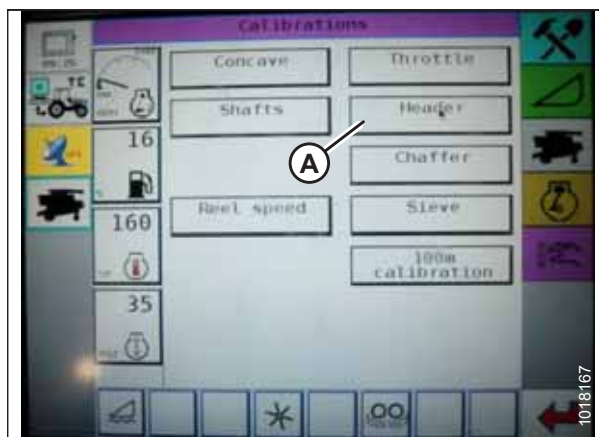 Calibrations
Concave
Throttle
Shafts
Header
A
16
Chaffer
160
Reel speed
Sieve
100m
calibration
35
1018167